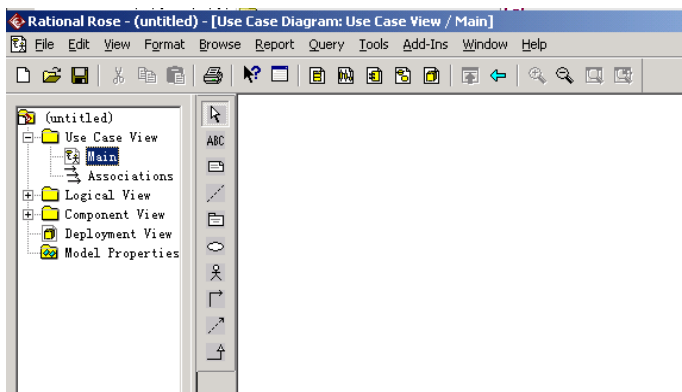 Rational Rose - (untitled) - [Use Case Diagram: Use Case View / Main]
File Edit View Format Browse Report Query Tools Add-Ins Window Help
(untitled)
Use Case View
Main
Associations
Logical View
Component View
Deployment View
Model Properties
ABC